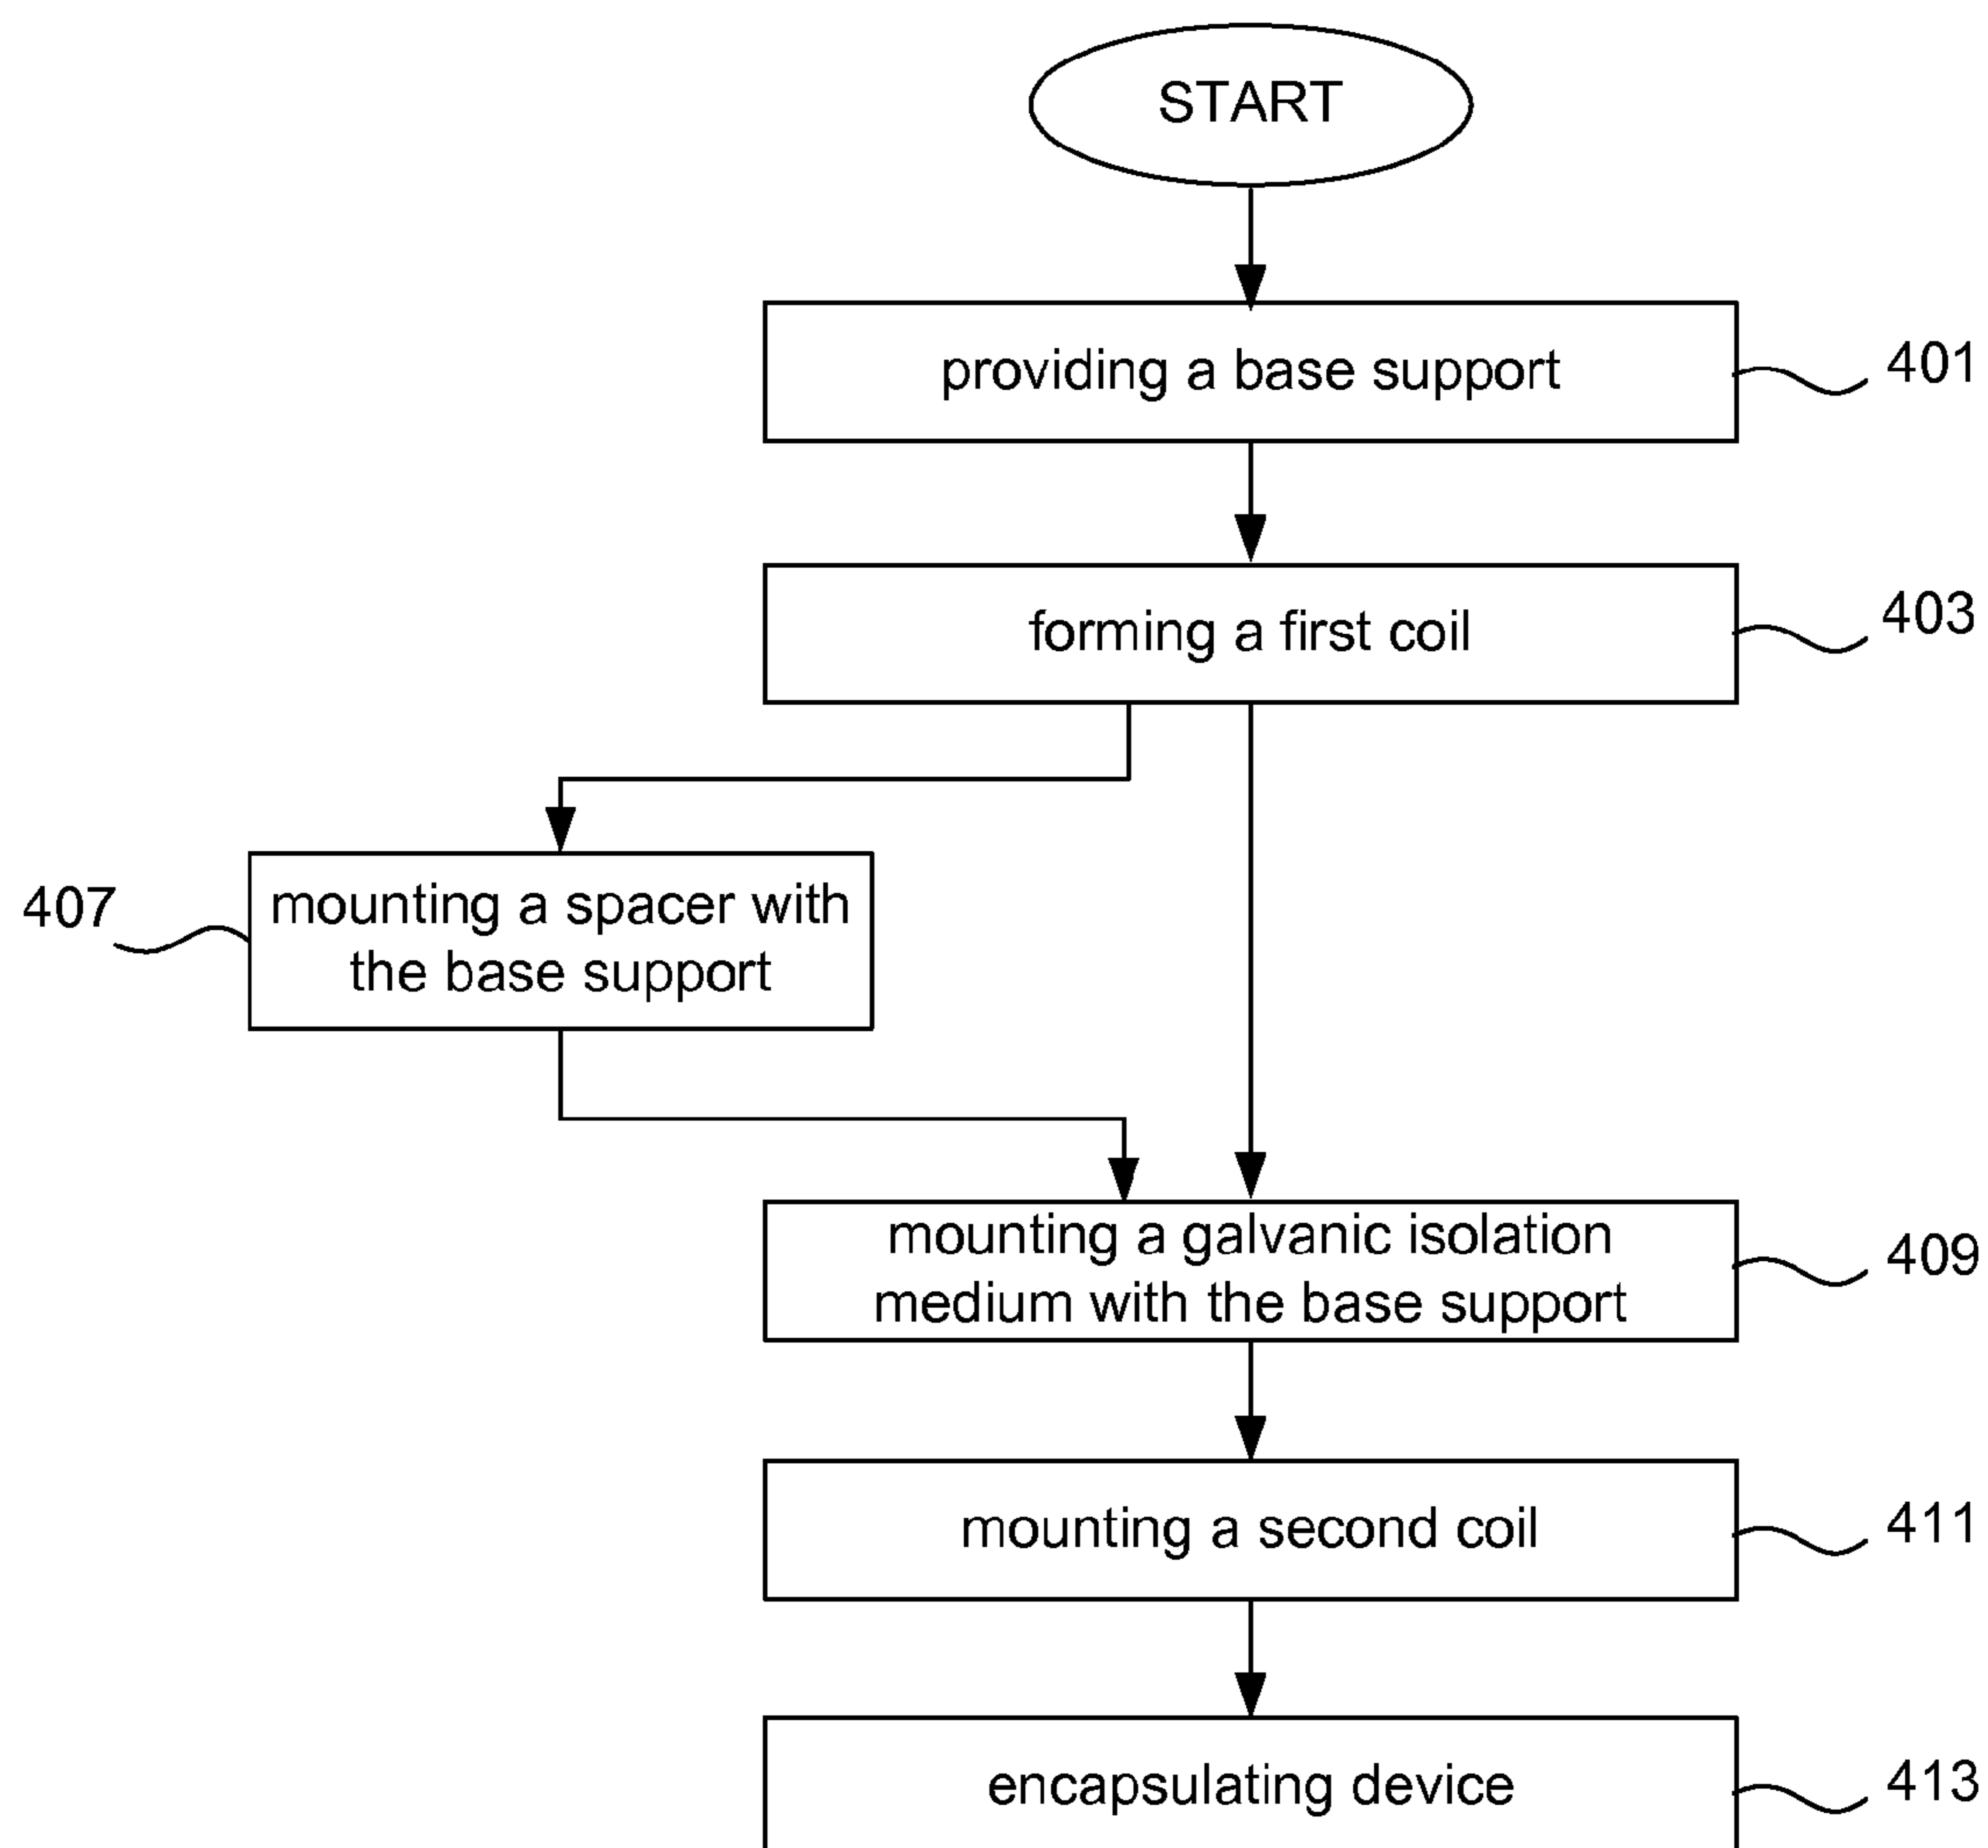 START
providing a base support
401
forming a first coil
403
407
mounting a spacer with
the base support
mounting a galvanic isolation
medium with the base support
409
mounting a second coil
411
encapsulating device
413